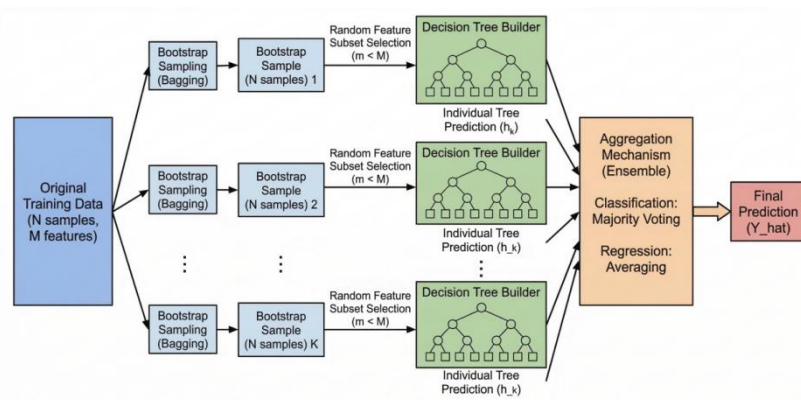 Original
Training Data
(N samples,
M features)
Bootstrap
Sampling
(Bagging)
Bootstrap
Sample
(N samples) 1
Random Feature
Subset Selection
(m < M)
Decision Tree Builder
Individual Tree
Prediction (hₖ)
Bootstrap
Sampling
(Bagging)
Bootstrap
Sample
(N samples) 2
Random Feature
Subset Selection
(m < M)
Decision Tree Builder
Individual Tree
Prediction (h_k)
Bootstrap
Sampling
(Bagging)
Bootstrap
Sample
(N samples) K
Random Feature
Subset Selection
(m < M)
Decision Tree Builder
Individual Tree
Prediction (h_k)
Aggregation
Mechanism
(Ensemble)
Classification:
Majority Voting
Regression:
Averaging
Final
Prediction
(Y_hat)